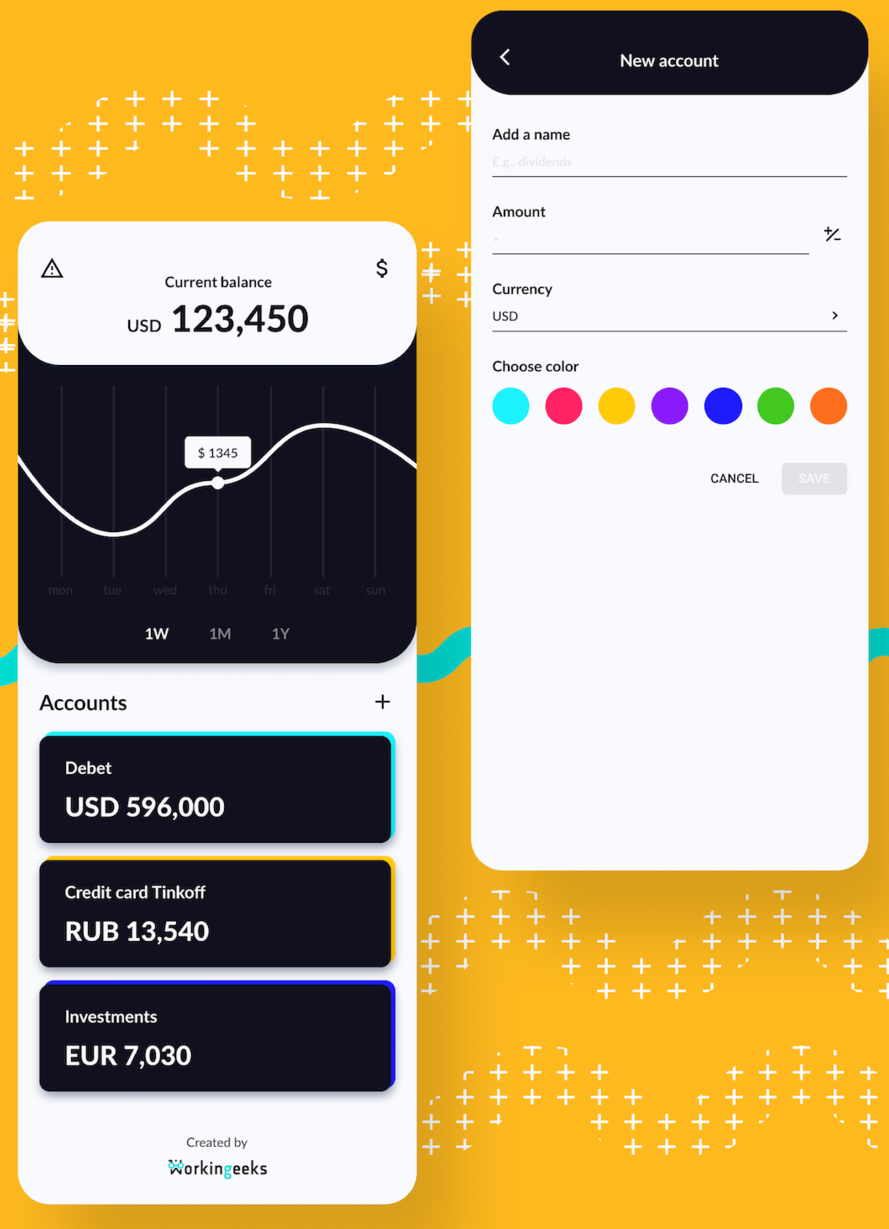 Current balance
USD 123,450
$ 1345
mon tue wed thu fri sat sun
1W 1M 1Y
Accounts +
Debet
USD 596,000
Credit card Tinkoff
RUB 13,540
Investments
EUR 7,030
Created by
Workingeeks
New account
Add a name
E.g., dividends
Amount
+
Currency
USD
Choose color
CANCEL SAVE